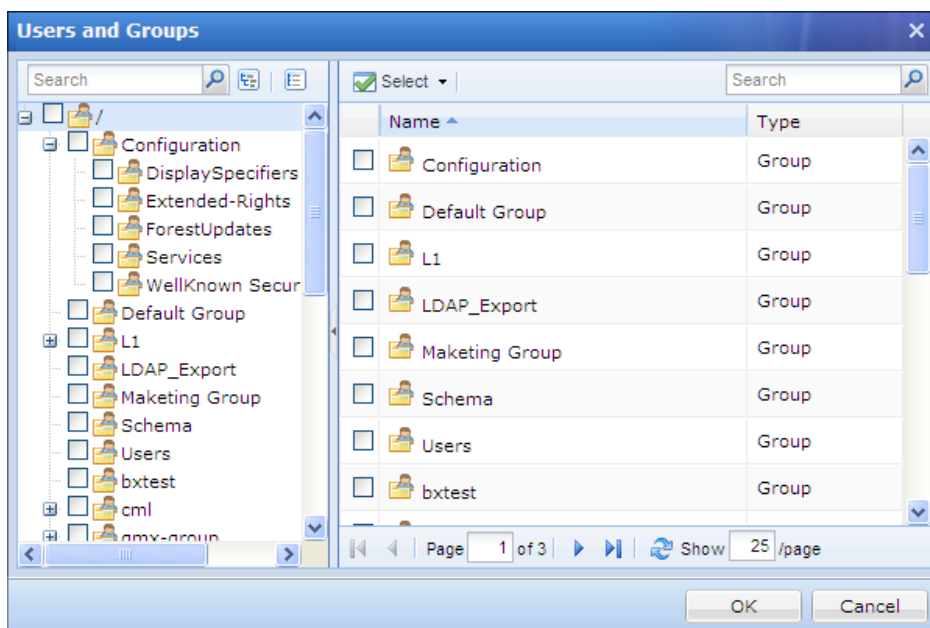 Users and Groups
Search
Select
Search
/
Configuration
DisplaySpecifiers
Extended-Rights
ForestUpdates
Services
WellKnown Secur
Default Group
L1
LDAP_Export
Maketing Group
Schema
Users
bxtest
cml
qmx-group
Name Type
Configuration Group
Default Group Group
L1 Group
LDAP_Export Group
Maketing Group Group
Schema Group
Users Group
bxtest Group
Page 1 of 3 Show 25 /page
OK Cancel